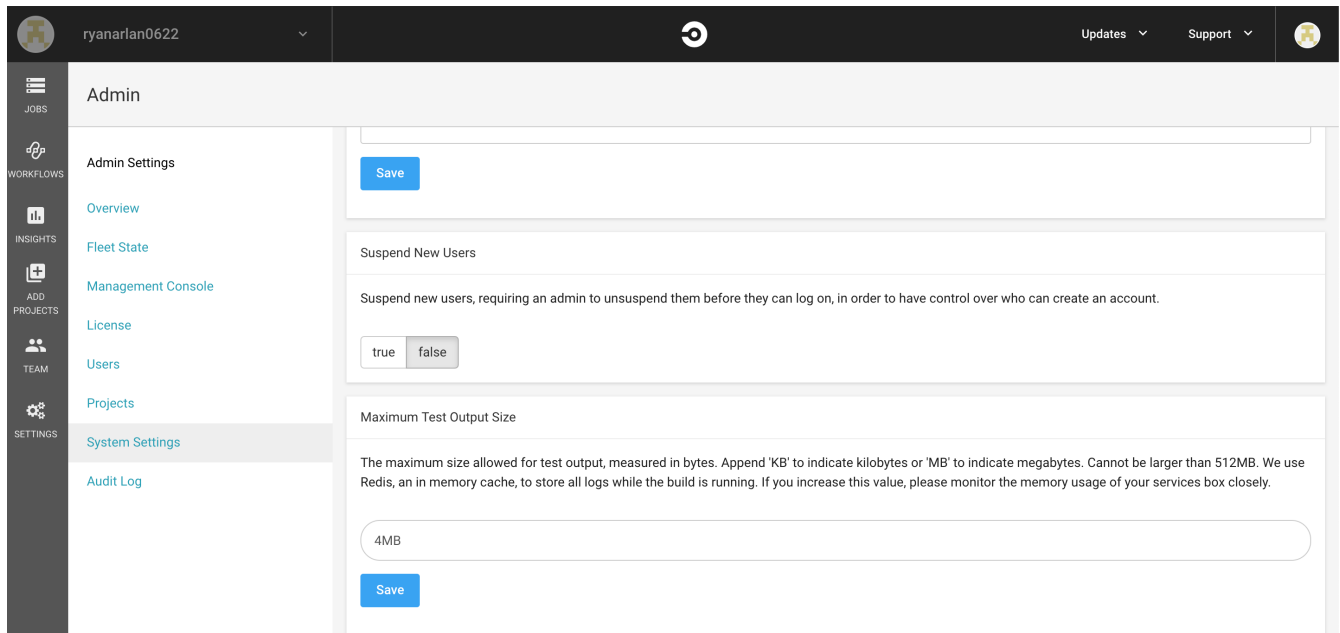 ryanarlan0622
Updates
Support
JOBS
WORKFLOWS
INSIGHTS
ADD
PROJECTS
TEAM
SETTINGS
Admin
Admin Settings
Overview
Fleet State
Management Console
License
Users
Projects
System Settings
Audit Log
Save
Suspend New Users
Suspend new users, requiring an admin to unsuspend them before they can log on, in order to have control over who can create an account.
true false
Maximum Test Output Size
The maximum size allowed for test output, measured in bytes. Append 'KB' to indicate kilobytes or 'MB' to indicate megabytes. Cannot be larger than 512MB. We use
Redis, an in memory cache, to store all logs while the build is running. If you increase this value, please monitor the memory usage of your services box closely.
4MB
Save